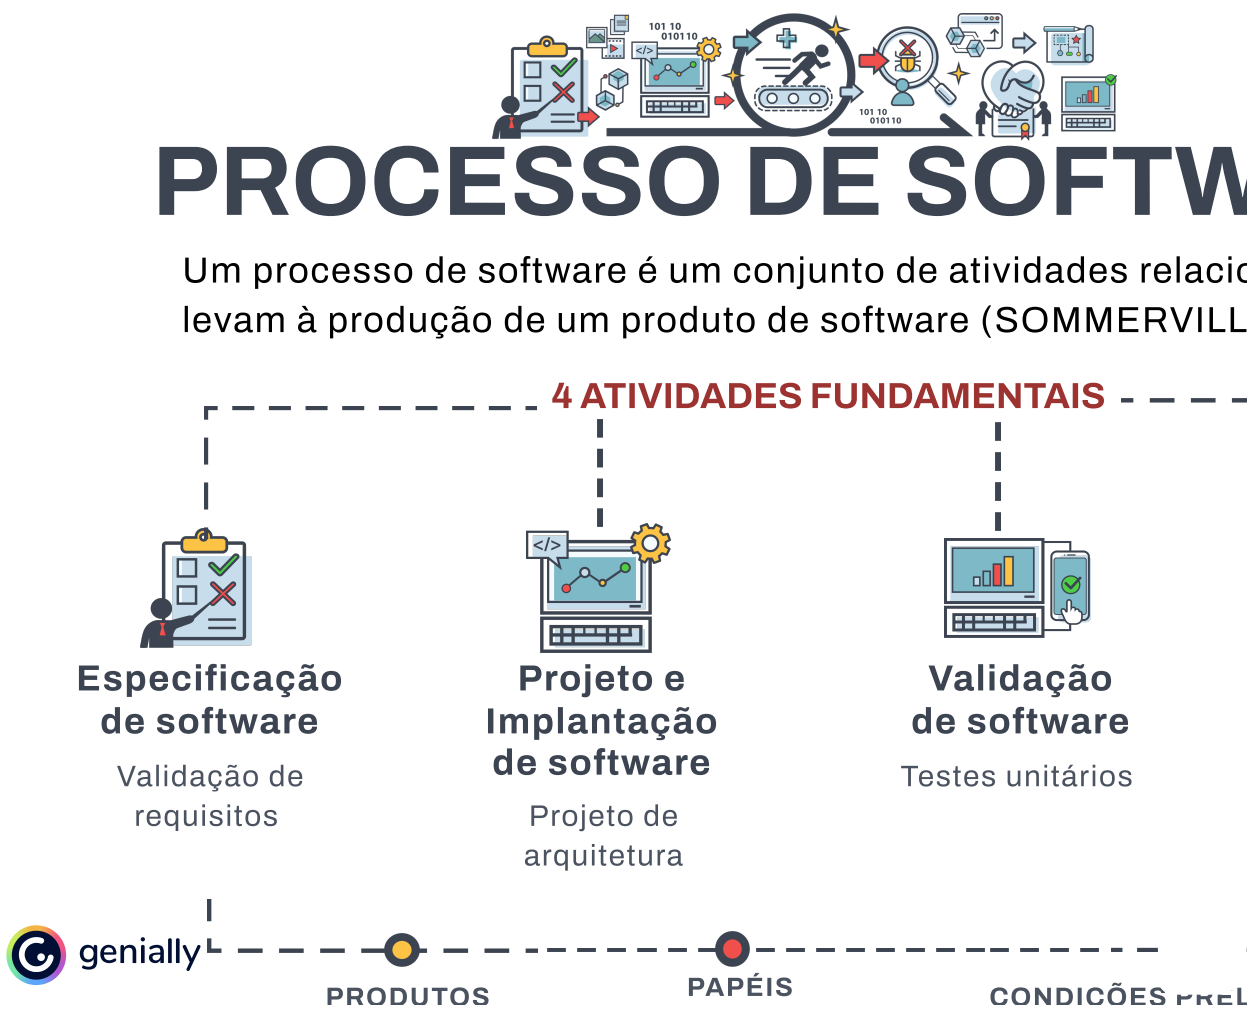 101 10
010110
</>
101 10
010110
PROCESSO DE SOFTW
Um processo de software é um conjunto de atividades relacio
levam à produção de um produto de software (SOMMERVILL
4 ATIVIDADES FUNDAMENTAIS
</>
Especificação
de software
Validação de
requisitos
Projeto e
Implantação
de software
Projeto de
arquitetura
Validação
de software
Testes unitários
genially
PRODUTOS
PAPÉIS
CONDIÇÕES PREL